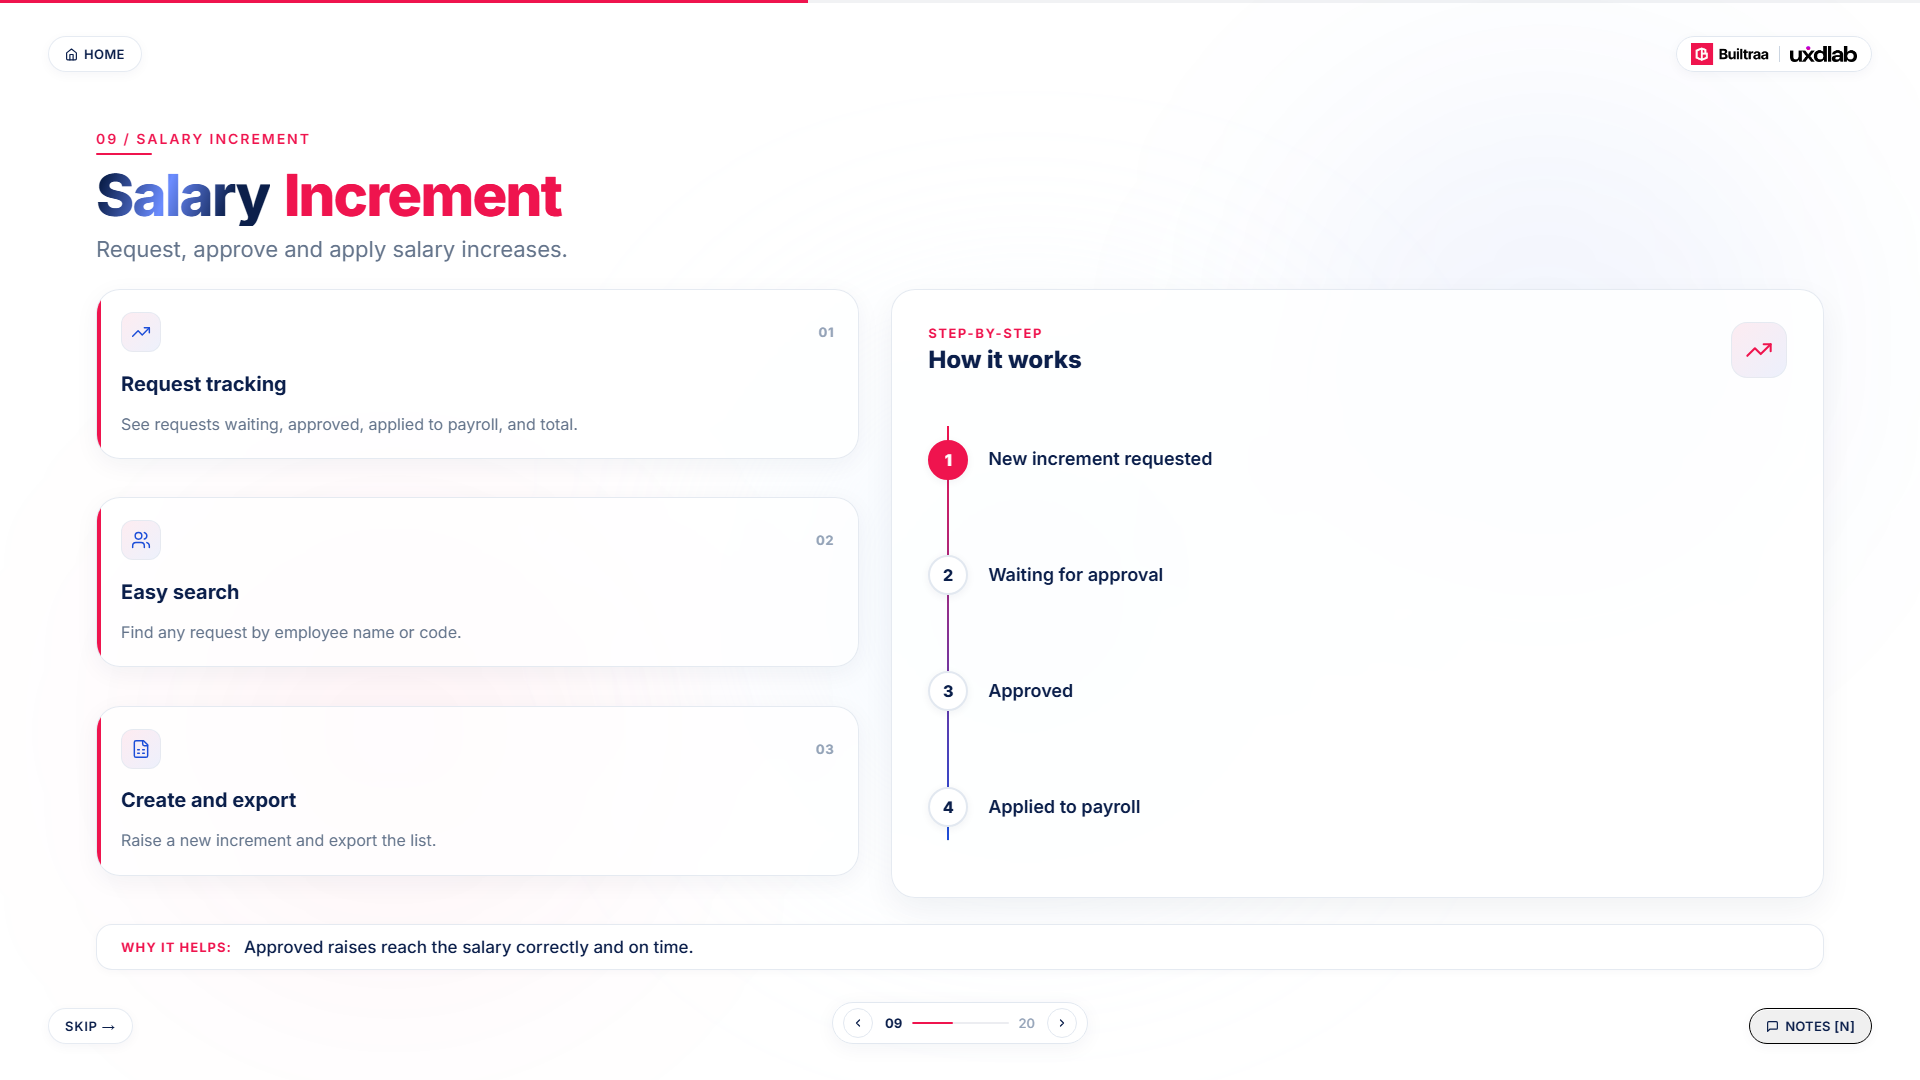 HOME
Builtraa
uxdlab
09 / SALARY INCREMENT
Salary Increment
Request, approve and apply salary increases.
01
Request tracking
See requests waiting, approved, applied to payroll, and total.
02
Easy search
Find any request by employee name or code.
03
Create and export
Raise a new increment and export the list.
STEP-BY-STEP
How it works
1 New increment requested
2 Waiting for approval
3 Approved
4 Applied to payroll
WHY IT HELPS: Approved raises reach the salary correctly and on time.
SKIP →
09
20
NOTES [N]